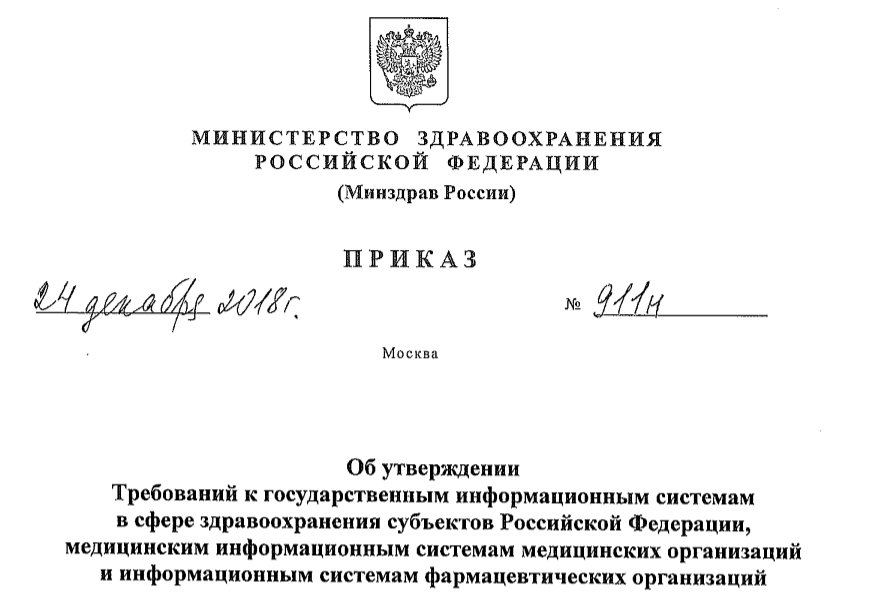 МИНИСТЕРСТВО ЗДРАВООХРАНЕНИЯ
РОССИЙСКОЙ ФЕДЕРАЦИИ
(Минздрав России)
ПРИКАЗ
24 декабря 2018г. № 911н
Москва
Об утверждении
Требований к государственным информационным системам
в сфере здравоохранения субъектов Российской Федерации,
медицинским информационным системам медицинских организаций
и информационным системам фармацевтических организаций